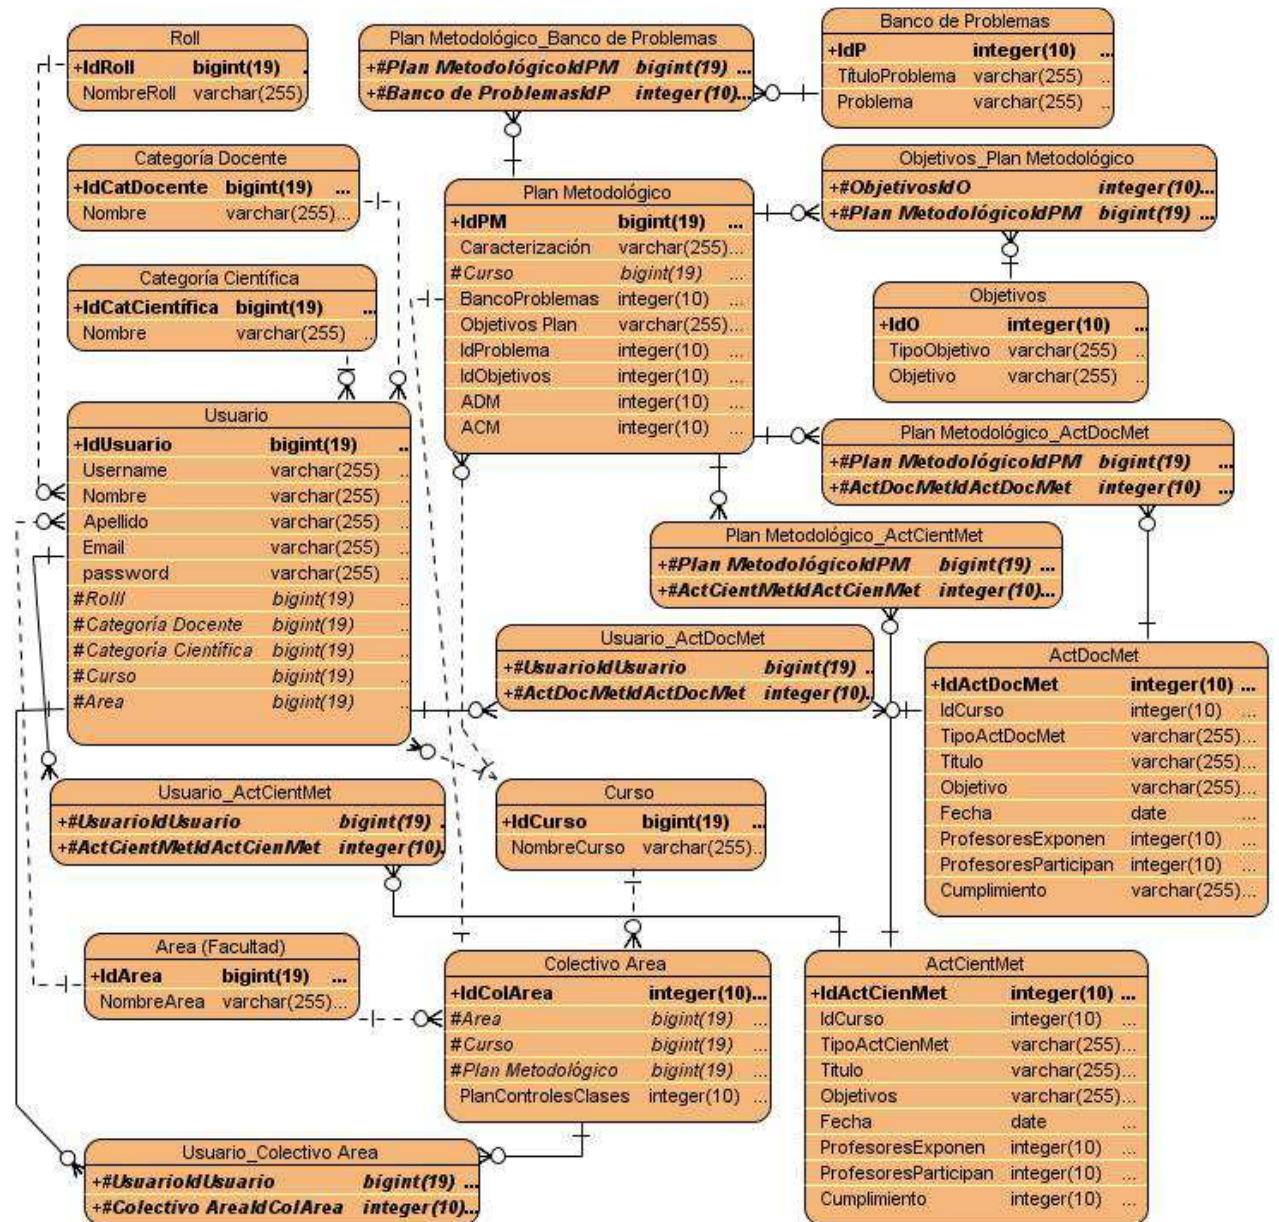 Roll
+IdRoll bigint(19) .
NombreRoll varchar(255)
Plan Metodológico_Banco de Problemas
+#Plan MetodológicoIdPM bigint(19) ...
+#Banco de ProblemasIdP integer(10)...
Banco de Problemas
+IdP integer(10) ...
TítuloProblema varchar(255) ..
Problema varchar(255) ..
Categoría Docente
+IdCatDocente bigint(19) ...
Nombre varchar(255)...
Objetivos_Plan Metodológico
+#ObjetivosIdO integer(10)...
+#Plan MetodológicoIdPM bigint(19) ...
Plan Metodológico
+IdPM bigint(19) ...
Caracterización varchar(255)...
#Curso bigint(19) ...
BancoProblemas integer(10) ...
Objetivos Plan varchar(255)...
IdProblema integer(10) ...
IdObjetivos integer(10) ...
ADM integer(10) ...
ACM integer(10) ...
Categoría Científica
+IdCatCientífica bigint(19) ...
Nombre varchar(255) ..
Objetivos
+IdO integer(10) ...
TipoObjetivo varchar(255) ..
Objetivo varchar(255) ..
Usuario
+IdUsuario bigint(19) ..
Username varchar(255) ..
Nombre varchar(255) ..
Apellido varchar(255) ..
Email varchar(255) ..
password varchar(255) ..
#RolII bigint(19) ..
#Categoría Docente bigint(19) ..
#Categoría Científica bigint(19) ..
#Curso bigint(19) ..
#Area bigint(19) ..
Plan Metodológico_ActDocMet
+#Plan MetodológicoIdPM bigint(19) ...
+#ActDocMetIdActDocMet integer(10) ...
Plan Metodológico_ActCientMet
+#Plan MetodológicoIdPM bigint(19) ...
+#ActCientMetIdActCienMet integer(10)...
Usuario_ActDocMet
+#UsuarioIdUsuario bigint(19) ..
+#ActDocMetIdActDocMet integer(10)...
ActDocMet
+IdActDocMet integer(10) ...
IdCurso integer(10) ...
TipoActDocMet varchar(255)...
Titulo varchar(255)...
Objetivo varchar(255)...
Fecha date ...
ProfesoresExponen integer(10) ...
ProfesoresParticipan integer(10) ...
Cumplimiento varchar(255)...
Usuario_ActCientMet
+#UsuarioIdUsuario bigint(19) .
+#ActCientMetIdActCienMet integer(10).
Curso
+IdCurso bigint(19) ...
NombreCurso varchar(255)...
Area (Facultad)
+IdArea bigint(19) ...
NombreArea varchar(255)...
Colectivo Area
+IdColArea integer(10)...
#Area bigint(19) ...
#Curso bigint(19) ...
#Plan Metodológico bigint(19) ...
PlanControlesClases integer(10) ...
ActCientMet
+IdActCienMet integer(10) ...
IdCurso integer(10) ...
TipoActCienMet varchar(255)...
Titulo varchar(255)...
Objetivos varchar(255)...
Fecha date ...
ProfesoresExponen integer(10) ...
ProfesoresParticipan integer(10) ...
Cumplimiento integer(10) ...
Usuario_Colectivo Area
+#UsuarioIdUsuario bigint(19) ...
+#Colectivo AreaIdColArea integer(10)...